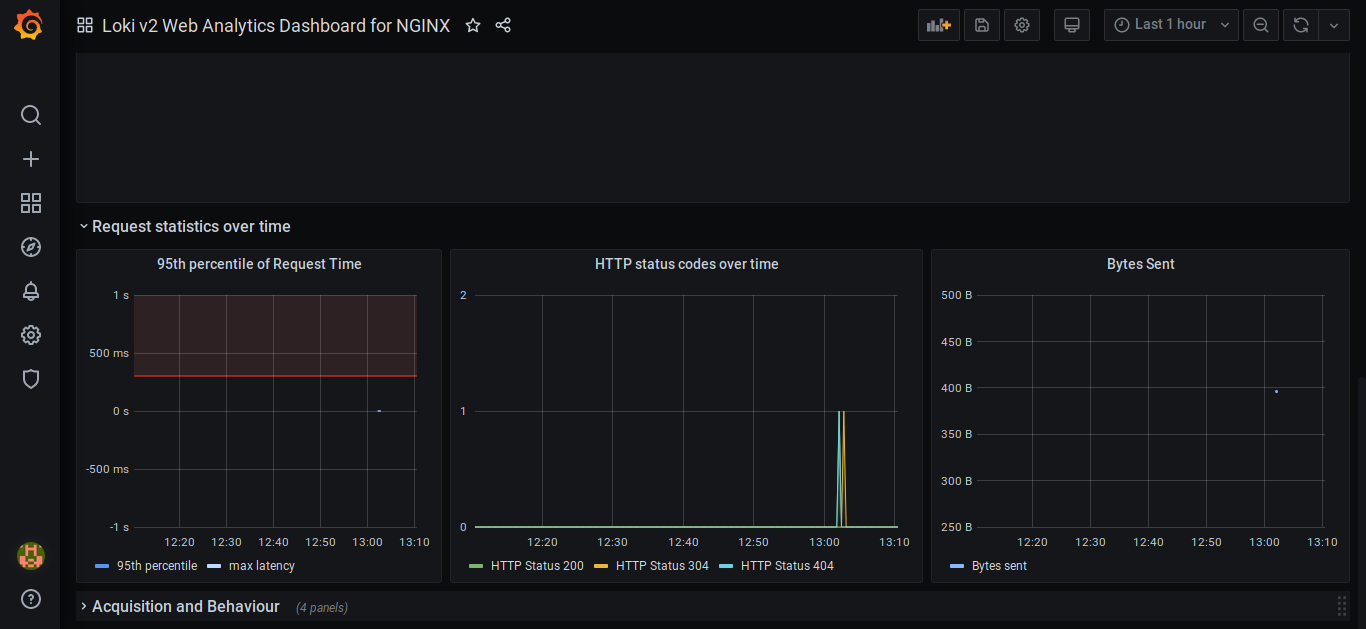 Loki v2 Web Analytics Dashboard for NGINX
Last 1 hour
Request statistics over time
95th percentile of Request Time
1 s
500 ms
0 s
-500 ms
-1 s
12:20 12:30 12:40 12:50 13:00 13:10
95th percentile max latency
HTTP status codes over time
2
1
0
12:20 12:30 12:40 12:50 13:00 13:10
HTTP Status 200 HTTP Status 304 HTTP Status 404
Bytes Sent
500 B
450 B
400 B
350 B
300 B
250 B
12:20 12:30 12:40 12:50 13:00 13:10
Bytes sent
Acquisition and Behaviour (4 panels)